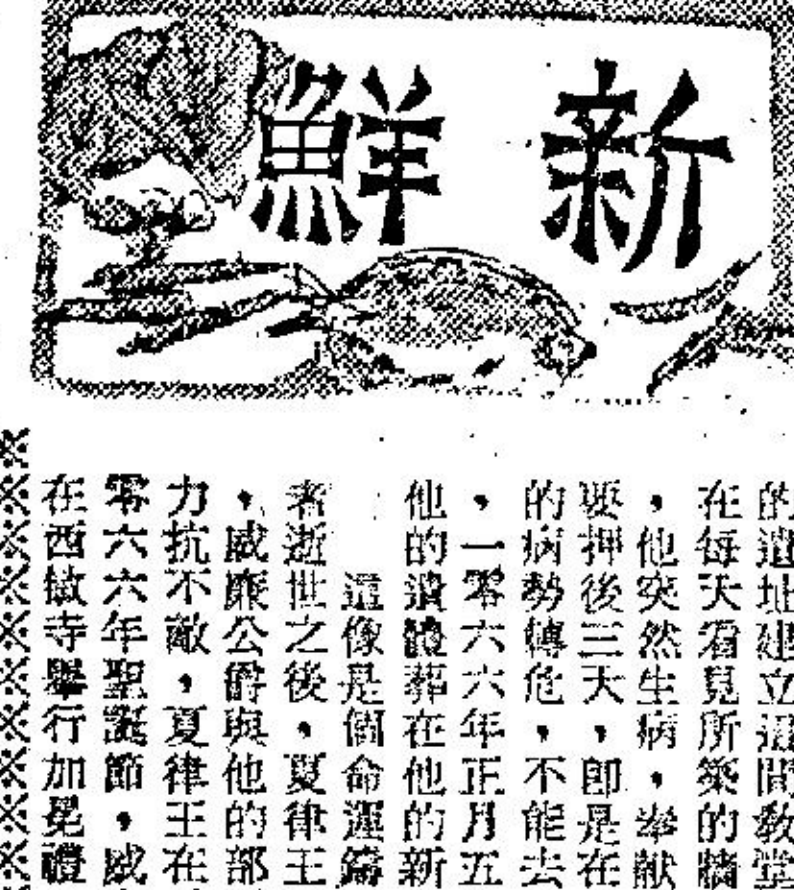 新鮮
的遺址建立這間教堂
在每天看見所築的牆
，他突然生病，奉献
要押後三天，即是在
的病勢轉危，不能去
，一零六六年正月五
他的遺體葬在他的新
這像是個命運
者逝世之後，夏律王
，威廉公爵與他的部
力抗不敵，夏律王在
零六六年聖誕節，威
在西敏寺舉行加冕禮